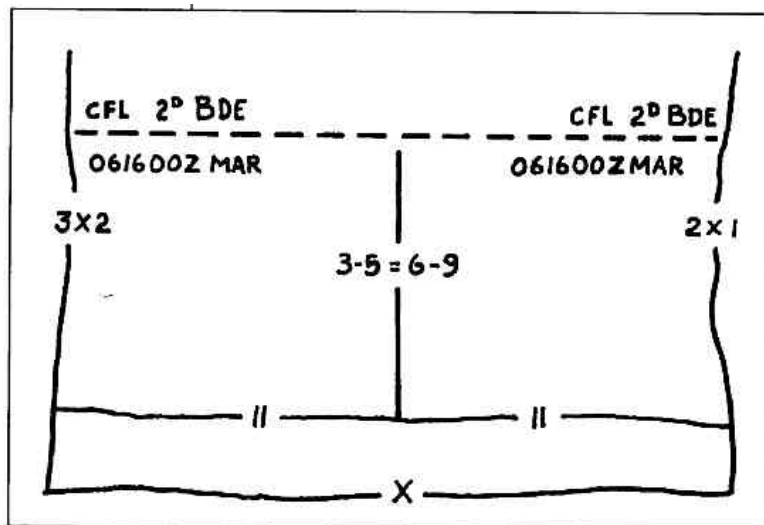 CFL 2D BDE
CFL 2D BDE
061600Z MAR
061600Z MAR
3X2
2X1
3-5=6-9
II
II
X